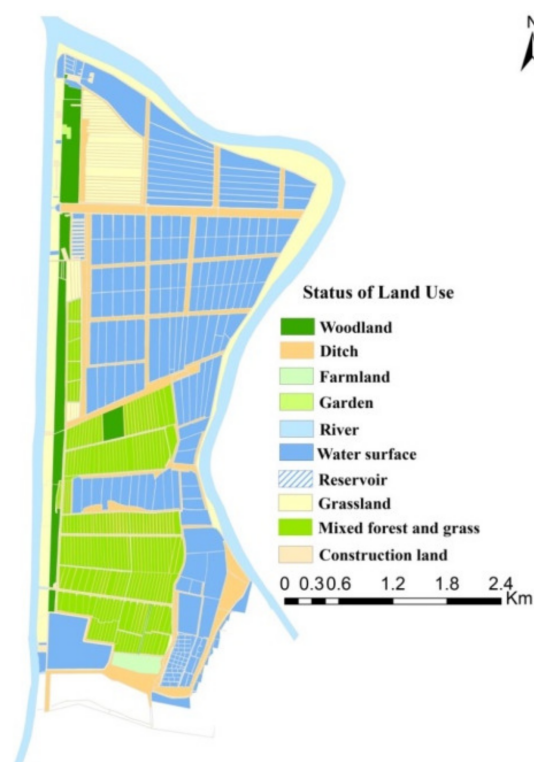 N
Status of Land Use
Woodland
Ditch
Farmland
Garden
River
Water surface
Reservoir
Grassland
Mixed forest and grass
Construction land
0 0.30.6 1.2 1.8 2.4
Km